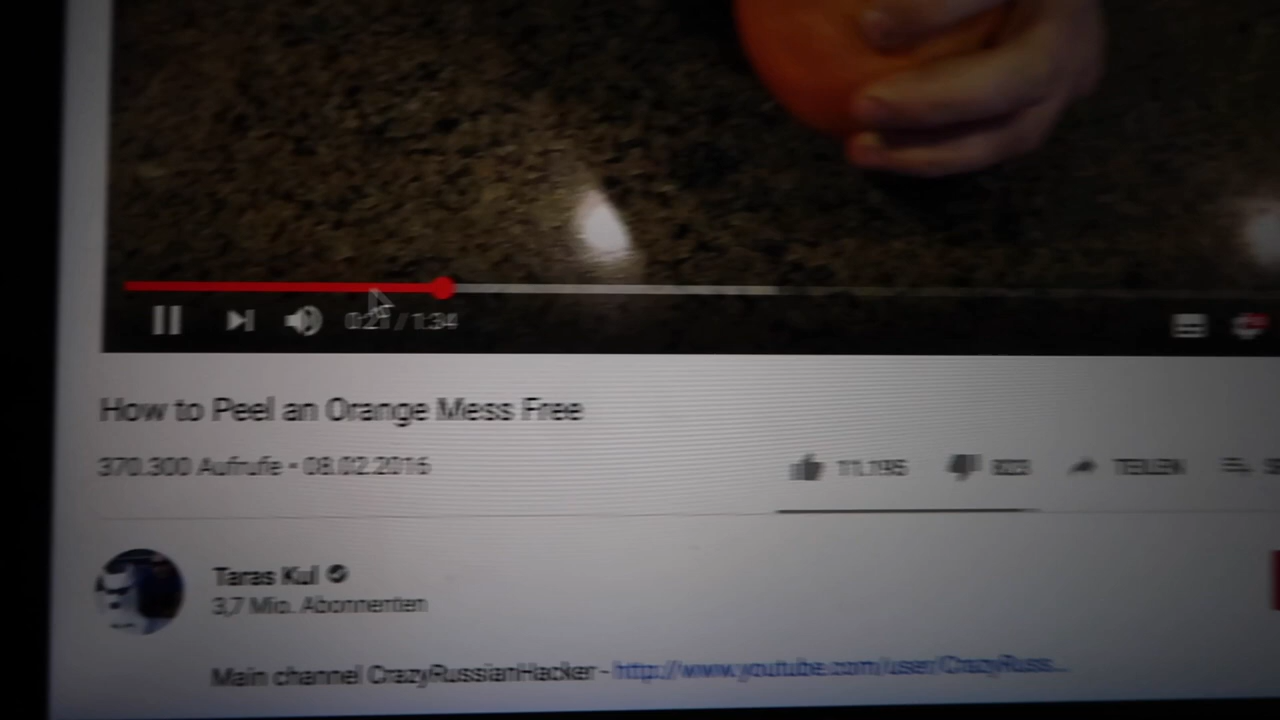 0:21 / 1:34
How to Peel an Orange Mess Free
370.300 Aufrufe • 08.02.2016
11.195 823 TEILEN
Taras Kul
3,7 Mio. Abonnenten
Main channel CrazyRussianHacker - http://www.youtube.com/user/CrazyRuss...